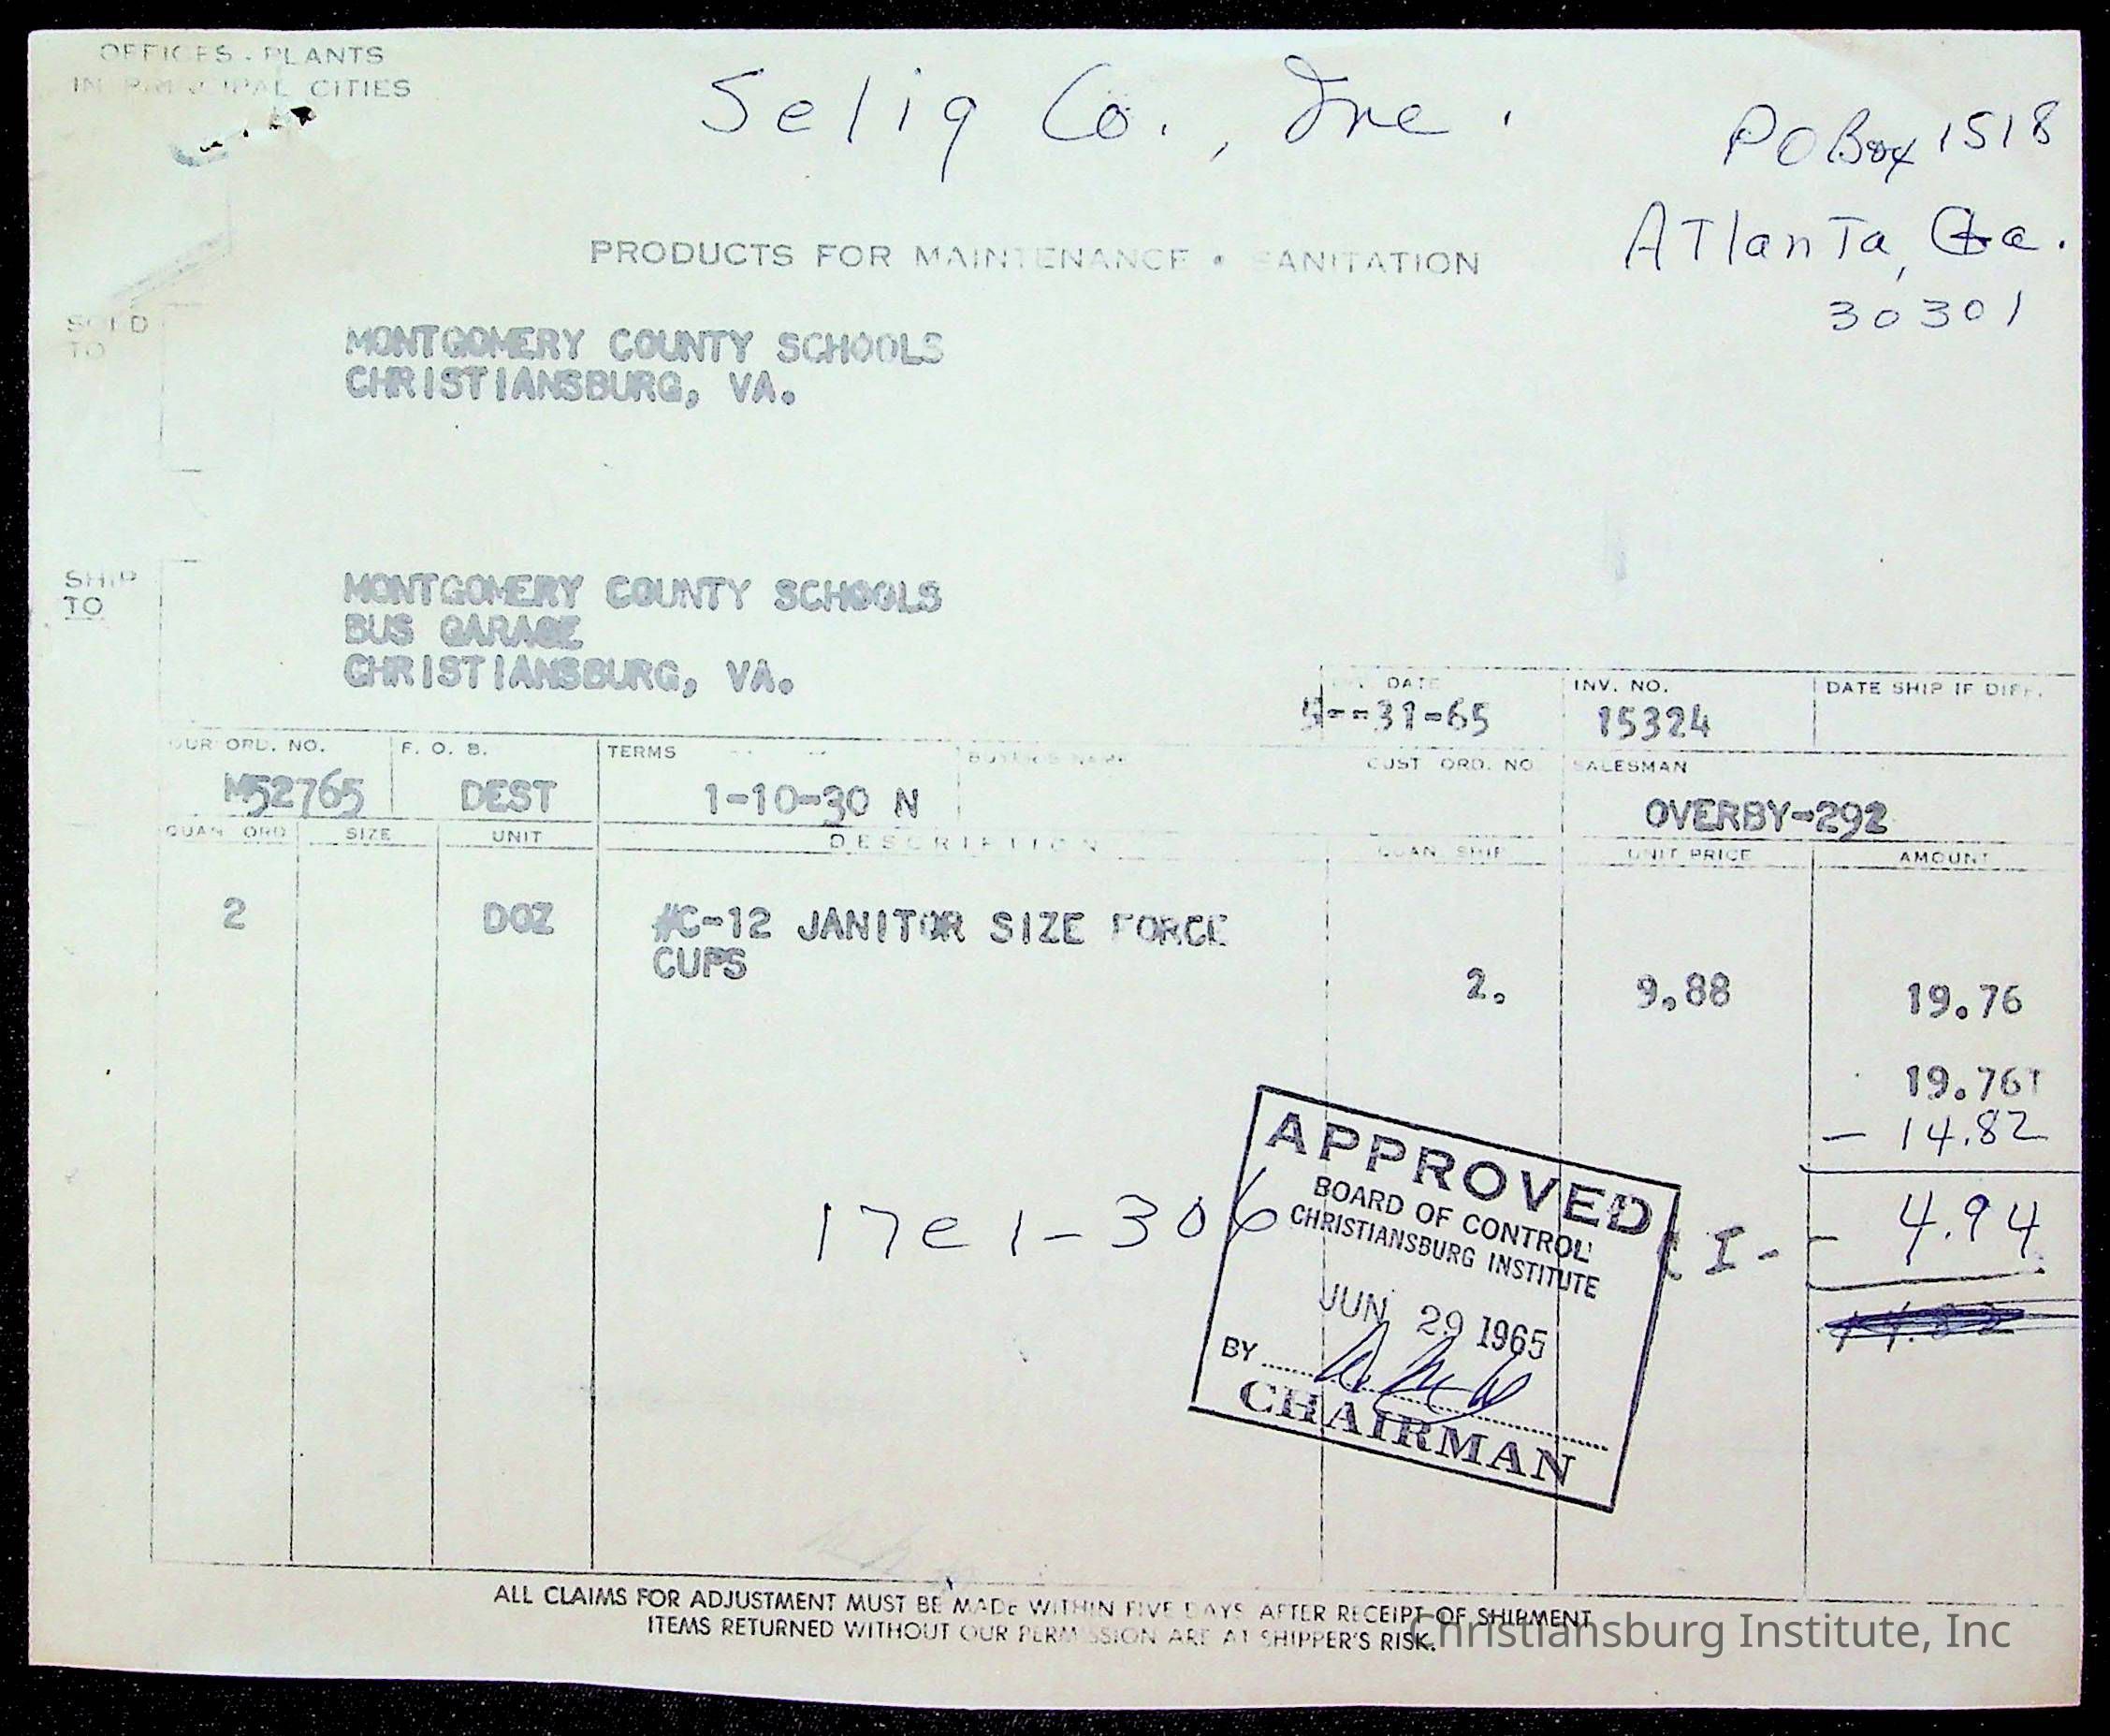 OFFICES - PLANTS
IN PRINCIPAL CITIES
Selig Co., Inc.
PO Box 1518
Atlanta, Ga.
30301
PRODUCTS FOR MAINTENANCE • SANITATION
SOLD
TO
MONTGOMERY COUNTY SCHOOLS
CHRISTIANSBURG, VA.
SHIP
TO
MONTGOMERY COUNTY SCHOOLS
BUS GARAGE
CHRISTIANSBURG, VA.
DATE INV. NO. DATE SHIP IF DIFF.
5--31-65 15324
OUR ORD. NO. F. O. B. TERMS BUYER'S NAME CUST ORD. NO SALESMAN
M52765 DEST 1-10-30 N OVERBY-292
QUAN ORD SIZE UNIT DESCRIPTION QUAN SHIP UNIT PRICE AMOUNT
2 DOZ #C-12 JANITOR SIZE FORCE
CUPS
2. 9.88 19.76
19.76T
- 14.82
17e1-306 I - - 4.94
APPROVED
BOARD OF CONTROL
CHRISTIANSBURG INSTITUTE
JUN 29 1965
BY
CHAIRMAN
ALL CLAIMS FOR ADJUSTMENT MUST BE MADE WITHIN FIVE DAYS AFTER RECEIPT OF SHIPMENT
ITEMS RETURNED WITHOUT OUR PERMISSION ARE AT SHIPPER'S RISK.
Christiansburg Institute, Inc